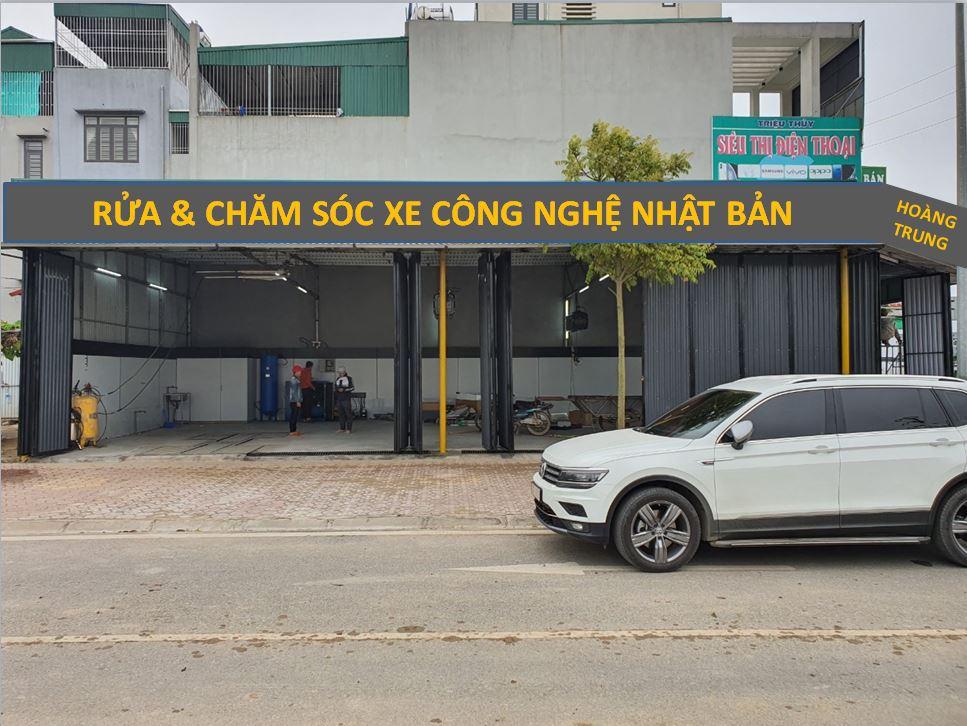 TRIỆU THỦY
SIÊU THỊ ĐIỆN THOẠI
SAMSUNG vivo oppo
BÁN
RỬA & CHĂM SÓC XE CÔNG NGHỆ NHẬT BẢN
HOÀNG
TRUNG